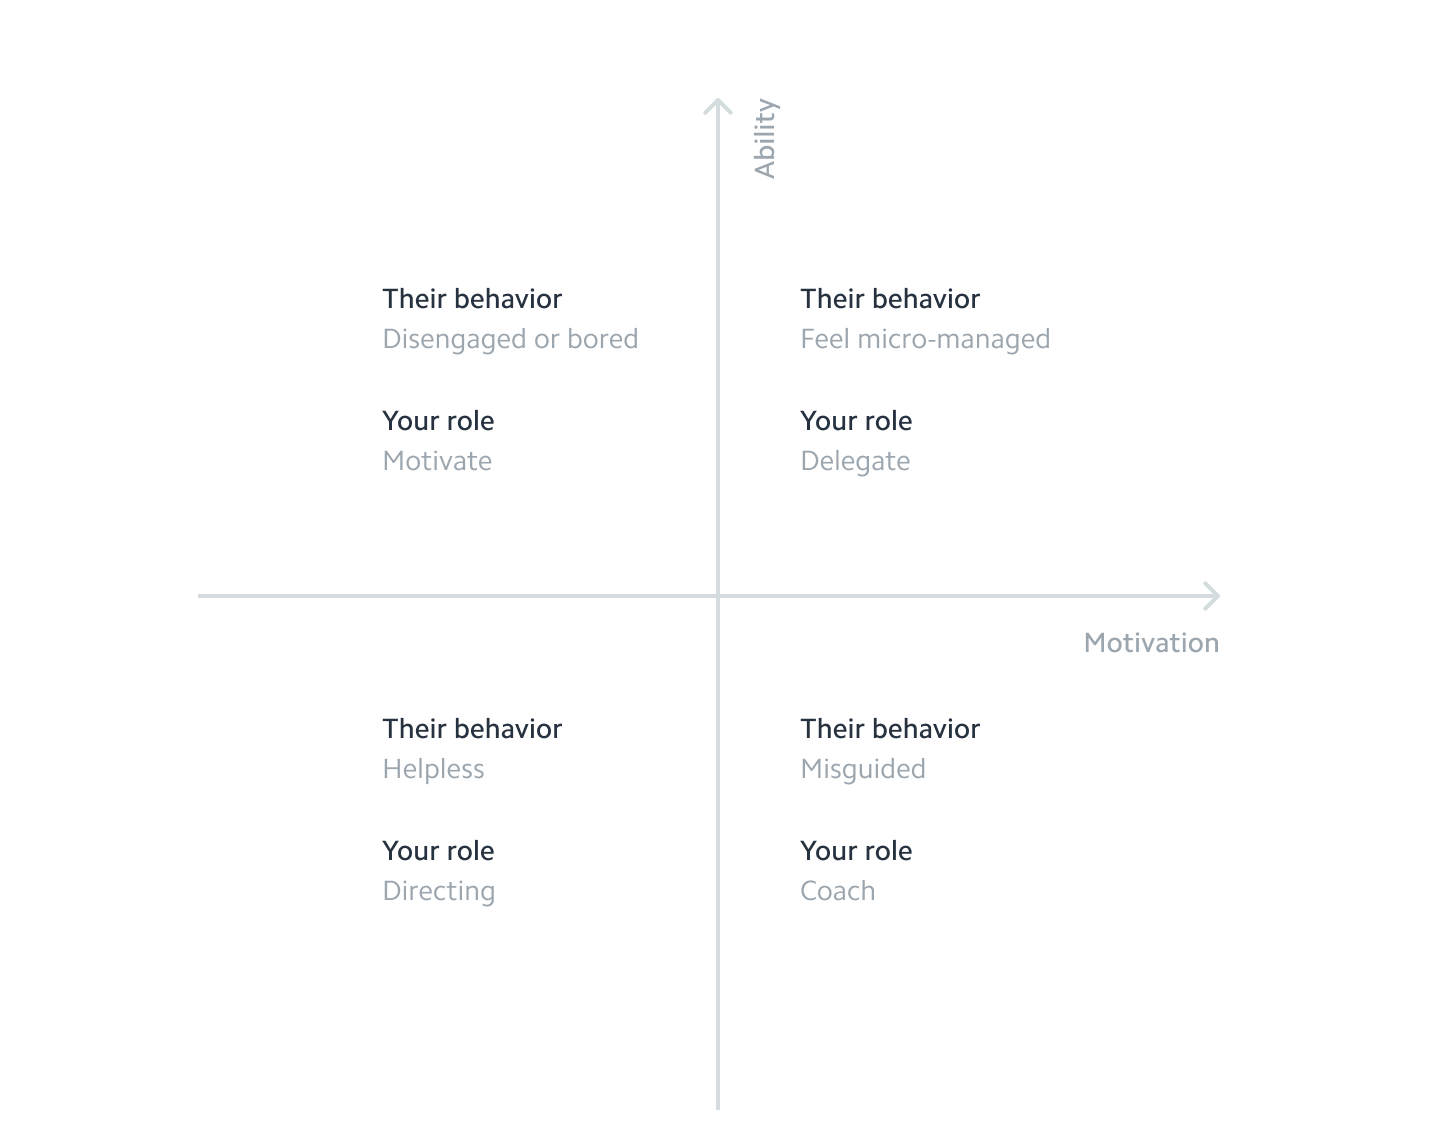 Ability
Their behavior
Disengaged or bored
Your role
Motivate
Their behavior
Feel micro-managed
Your role
Delegate
Motivation
Their behavior
Helpless
Your role
Directing
Their behavior
Misguided
Your role
Coach